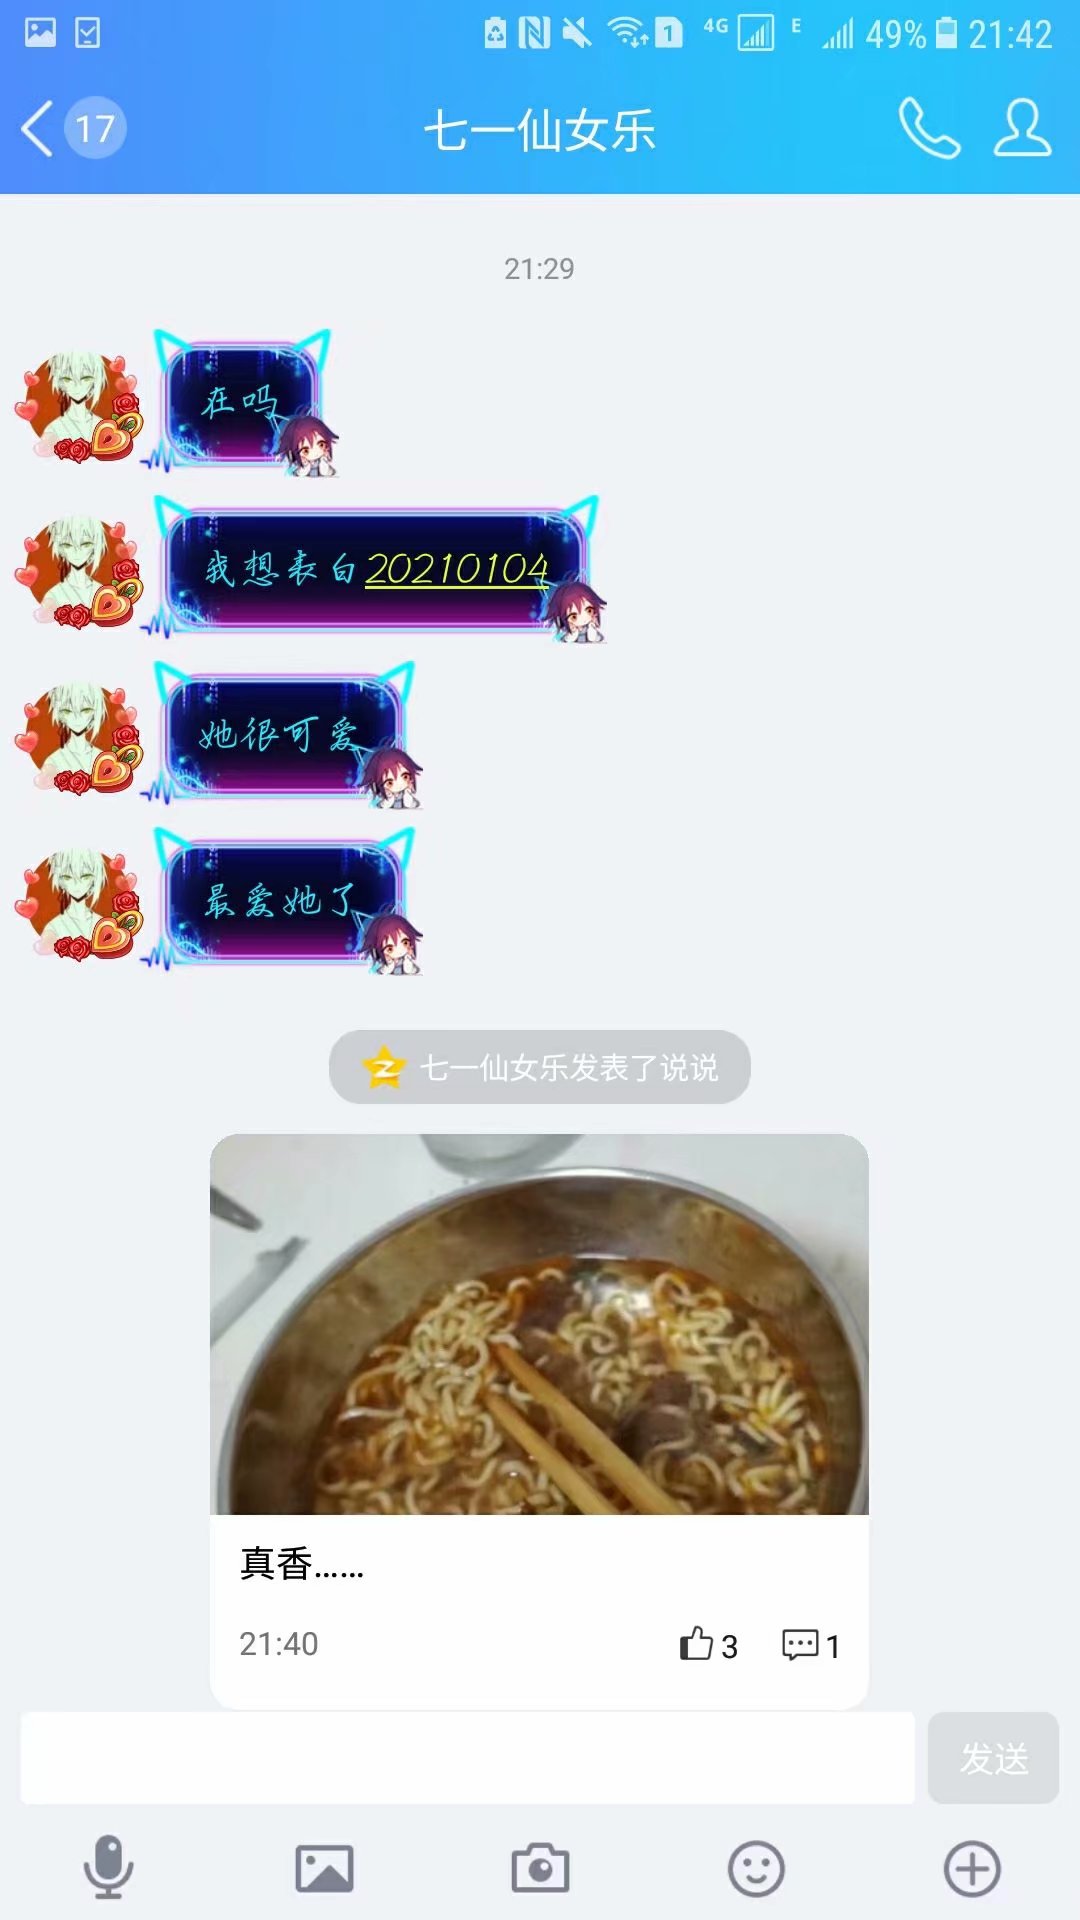 4G E 49% 21:42
17 七一仙女乐
21:29
在吗
我想表白20210104
她很可爱
最爱她了
七一仙女乐发表了说说
真香......
21:40 3 1
发送